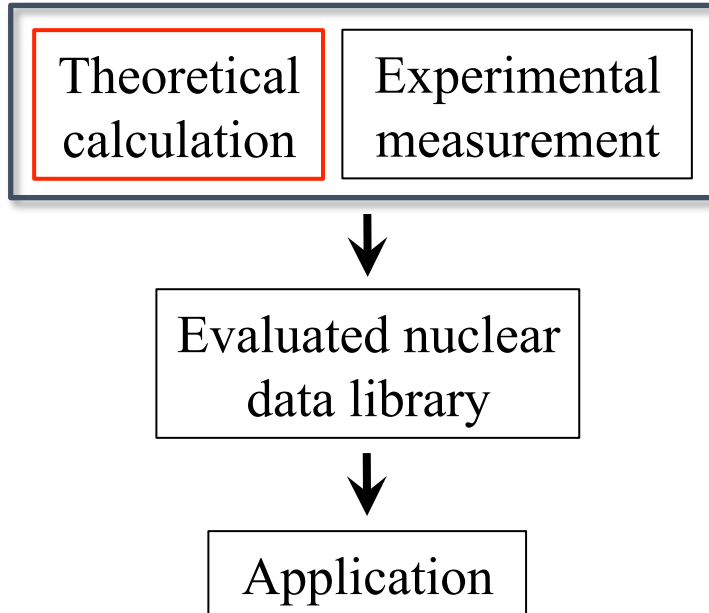 Theoretical
calculation
Experimental
measurement
Evaluated nuclear
data library
Application